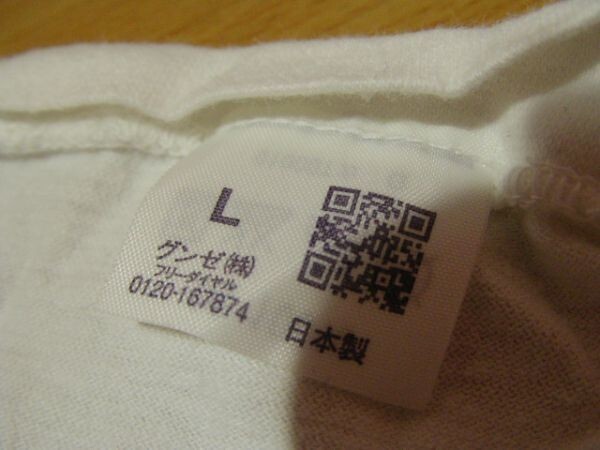 L
グンゼ(株)
フリーダイヤル
0120-167874
日本製